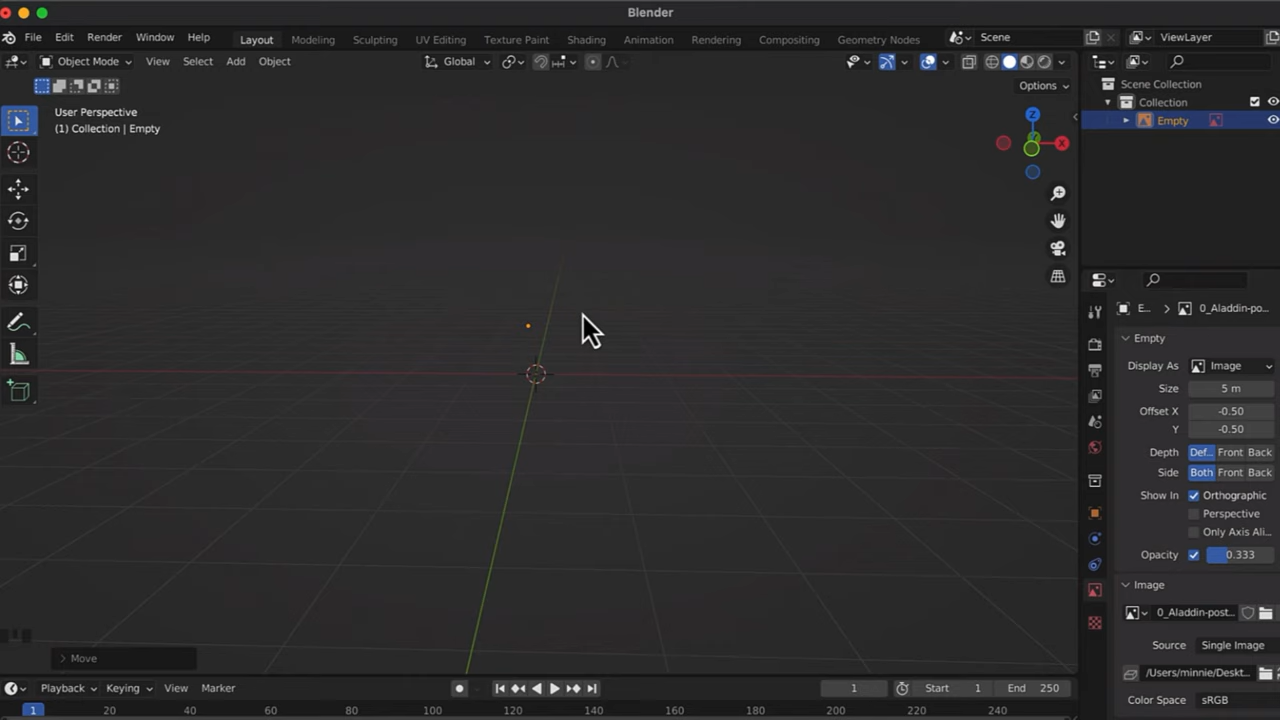 Blender
File Edit Render Window Help Layout Modeling Sculpting UV Editing Texture Paint Shading Animation Rendering Compositing Geometry Nodes Scene ViewLayer
Object Mode View Select Add Object Global
Options
User Perspective
(1) Collection | Empty
Z
X
Scene Collection
Collection
Empty
E... 0_Aladdin-po...
Empty
Display As Image
Size 5 m
Offset X -0.50
Y -0.50
Depth Def... Front Back
Side Both Front Back
Show In Orthographic
Perspective
Only Axis Ali...
Opacity 0.333
Image
0_Aladdin-post...
Source Single Image
/Users/minnie/Deskt...
Color Space sRGB
Move
Playback Keying View Marker 1 Start 1 End 250
1 20 40 60 80 100 120 140 160 180 200 220 240